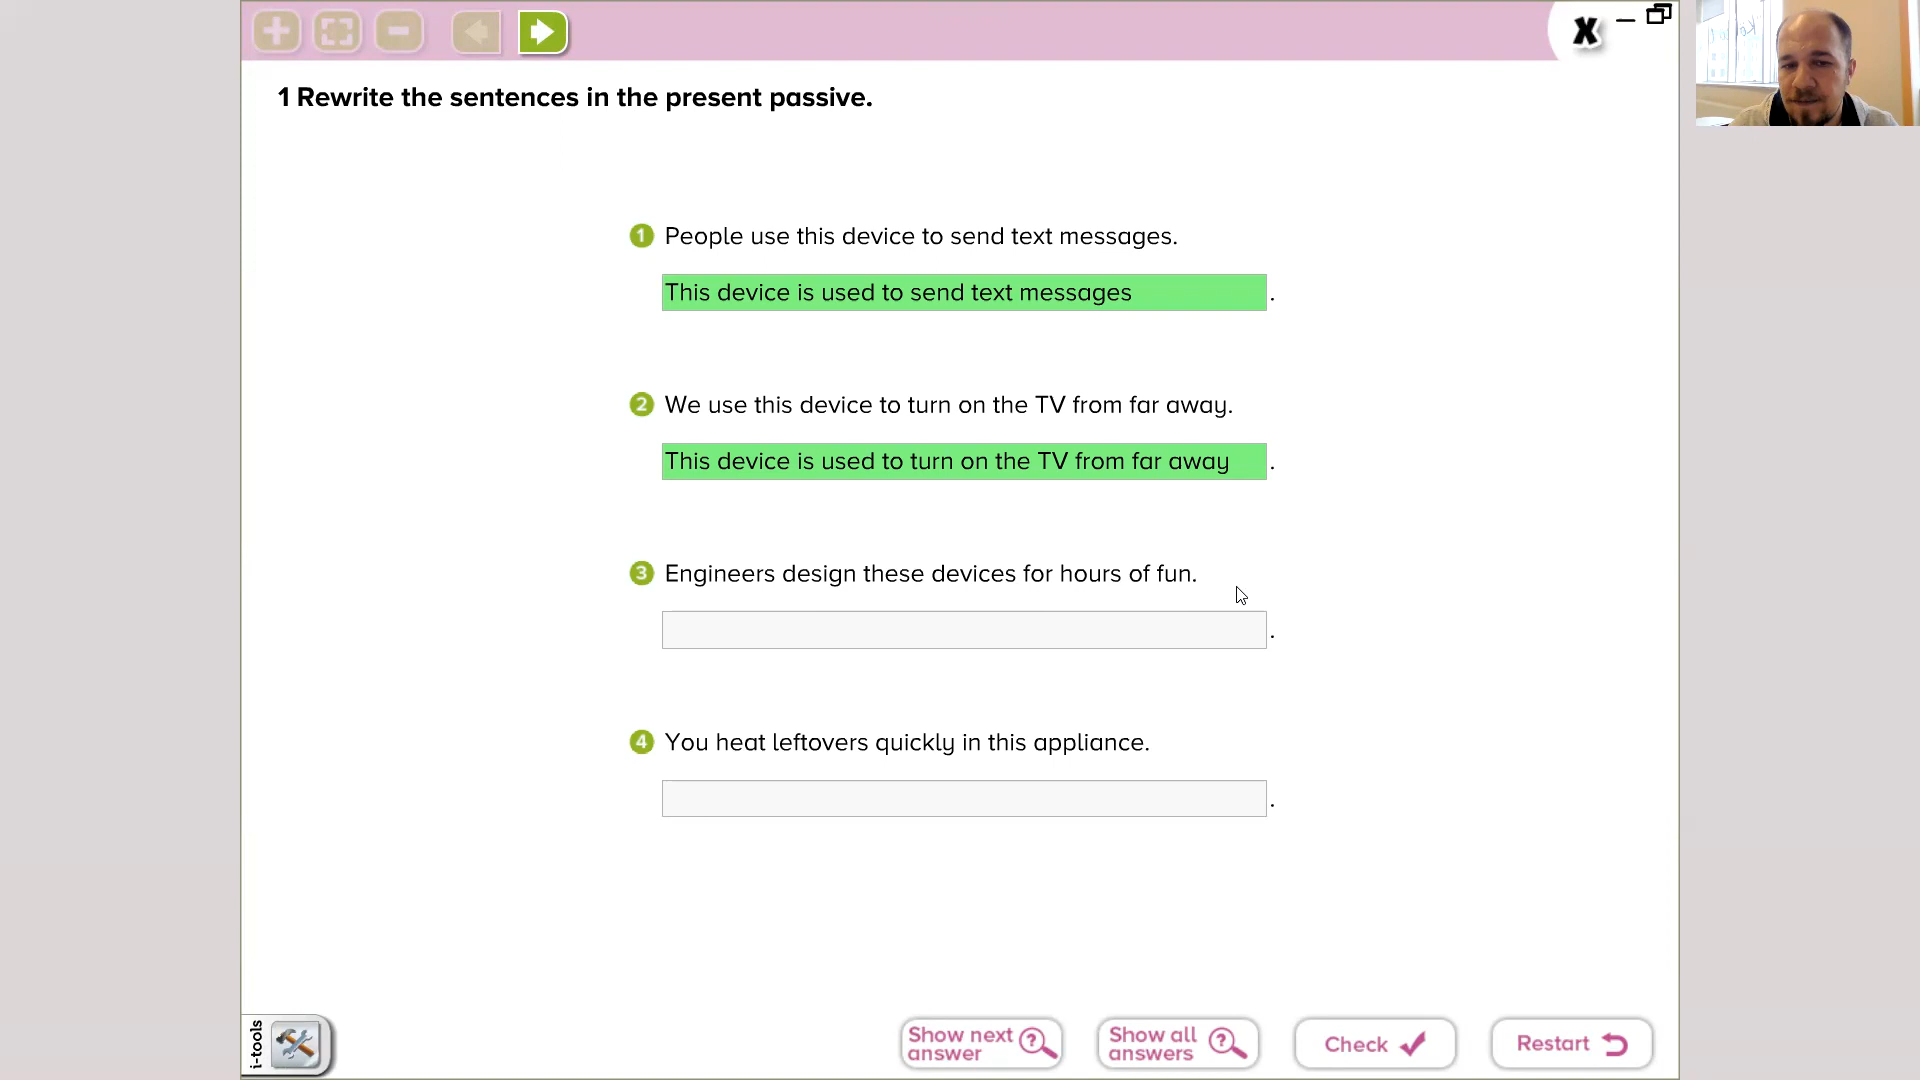 1 Rewrite the sentences in the present passive.
1 People use this device to send text messages.
This device is used to send text messages .
2 We use this device to turn on the TV from far away.
This device is used to turn on the TV from far away .
3 Engineers design these devices for hours of fun.
.
4 You heat leftovers quickly in this appliance.
.
i-tools
Show next
answer
Show all
answers
Check
Restart